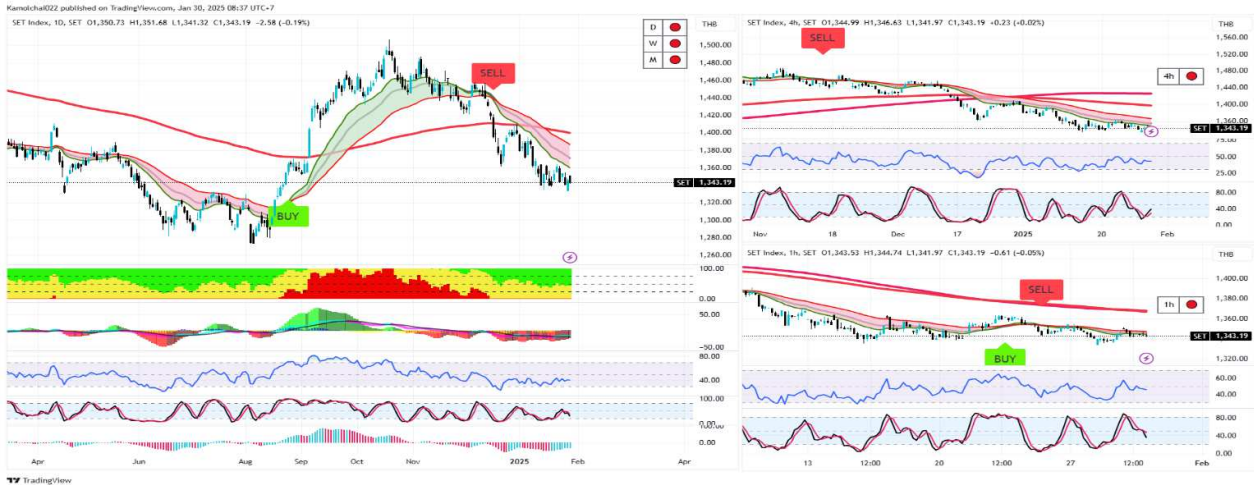 Kamolchal022 published on TradingView.com, Jan 30, 2025 08:37 UTC+7
SET Index, 1D, SET O1,350.73 H1,351.68 L1,341.32 C1,343.19 −2.58 (−0.19%)
THB
D
W
M
1,500.00
1,460.00
1,440.00
1,420.00
1,400.00
1,380.00
1,360.00
SET 1,343.19
1,320.00
1,300.00
1,280.00
1,260.00
SELL
BUY
100.00
0.00
50.00
−50.00
80.00
40.00
100.00
0.00
0.00
Apr
Jun
Aug
Sep
Oct
Nov
2025
Feb
Apr
SET Index, 4h, SET O1,344.99 H1,346.63 L1,341.97 C1,343.19 +0.23 (+0.02%)
THB
SELL
4h
1,560.00
1,520.00
1,480.00
1,440.00
1,400.00
1,360.00
SET 1,343.19
75.00
50.00
25.00
80.00
40.00
0.00
Nov
18
Dec
17
2025
20
Feb
SET Index, 1h, SET O1,343.53 H1,344.74 L1,341.97 C1,343.19 −0.61 (−0.05%)
THB
SELL
BUY
1h
1,400.00
1,380.00
1,360.00
SET 1,343.19
1,320.00
60.00
40.00
80.00
40.00
0.00
13
12:00
20
12:00
27
12:00
Feb
TradingView